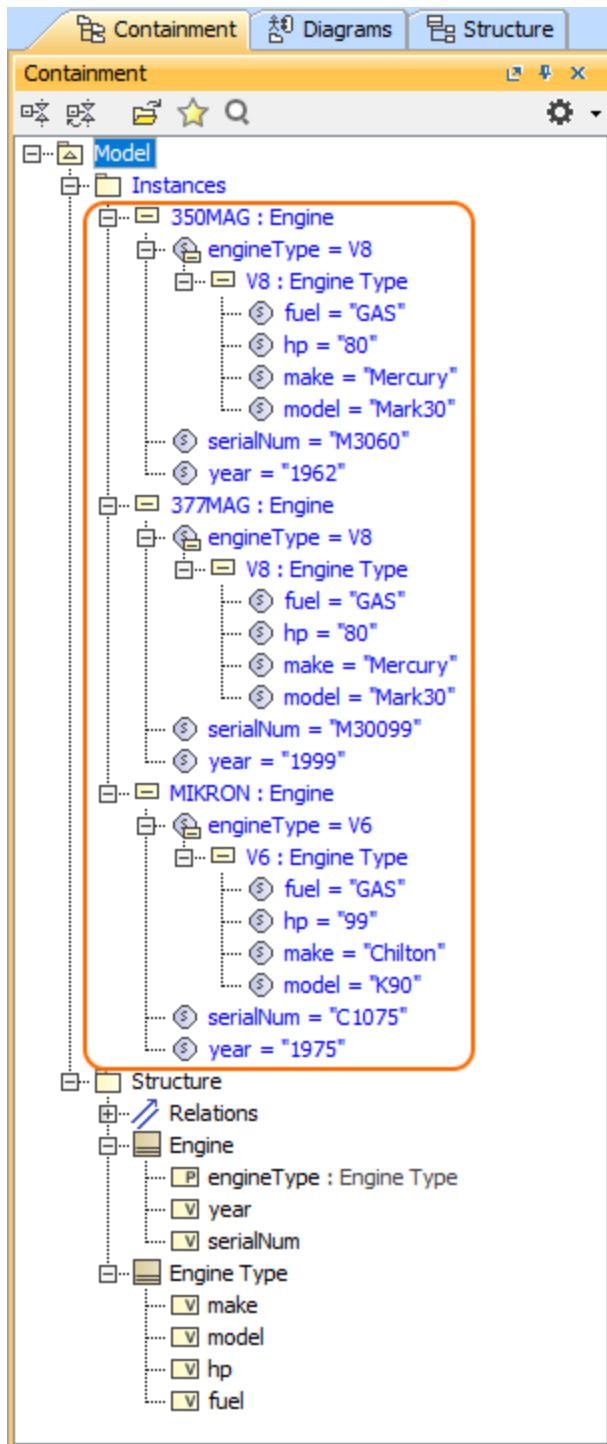 Containment Diagrams Structure
Containment
Model
Instances
350MAG : Engine
engineType = V8
V8 : Engine Type
fuel = "GAS"
hp = "80"
make = "Mercury"
model = "Mark30"
serialNum = "M3060"
year = "1962"
377MAG : Engine
engineType = V8
V8 : Engine Type
fuel = "GAS"
hp = "80"
make = "Mercury"
model = "Mark30"
serialNum = "M30099"
year = "1999"
MIKRON : Engine
engineType = V6
V6 : Engine Type
fuel = "GAS"
hp = "99"
make = "Chilton"
model = "K90"
serialNum = "C1075"
year = "1975"
Structure
Relations
Engine
P engineType : Engine Type
V year
V serialNum
Engine Type
V make
V model
V hp
V fuel